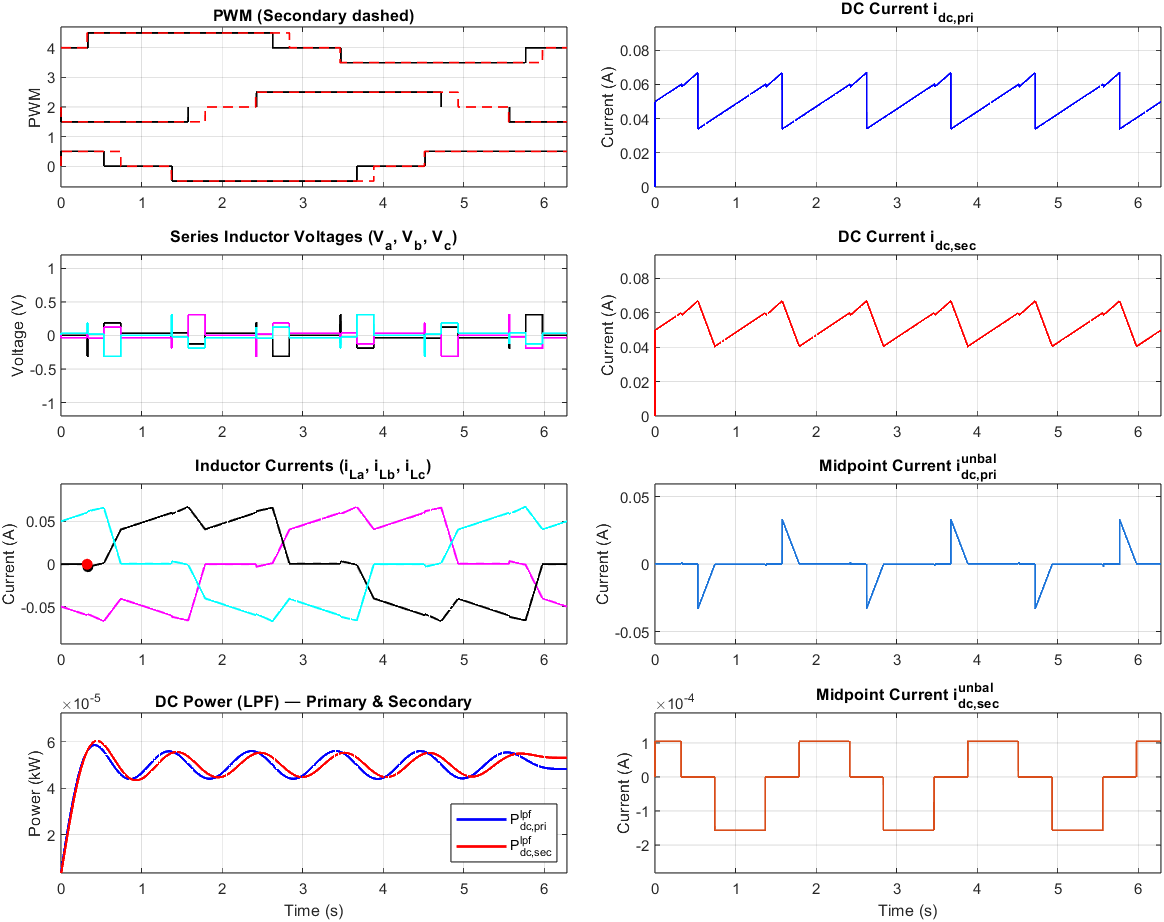 PWM (Secondary dashed)
PWM
4
3
2
1
0
0 1 2 3 4 5 6
DC Current i_dc,pri
Current (A)
0.08
0.06
0.04
0.02
0
0 1 2 3 4 5 6
Series Inductor Voltages (V_a, V_b, V_c)
Voltage (V)
1
0.5
0
-0.5
-1
0 1 2 3 4 5 6
DC Current i_dc,sec
Current (A)
0.08
0.06
0.04
0.02
0
0 1 2 3 4 5 6
Inductor Currents (i_La, i_Lb, i_Lc)
Current (A)
0.05
0
-0.05
0 1 2 3 4 5 6
Midpoint Current i_dc,pri^unbal
Current (A)
0.05
0
-0.05
0 1 2 3 4 5 6
DC Power (LPF) — Primary & Secondary
×10^-5
Power (kW)
6
4
2
P_dc,pri^lpf
P_dc,sec^lpf
0 1 2 3 4 5 6
Time (s)
Midpoint Current i_dc,sec^unbal
×10^-4
Current (A)
1
0
-1
-2
0 1 2 3 4 5 6
Time (s)